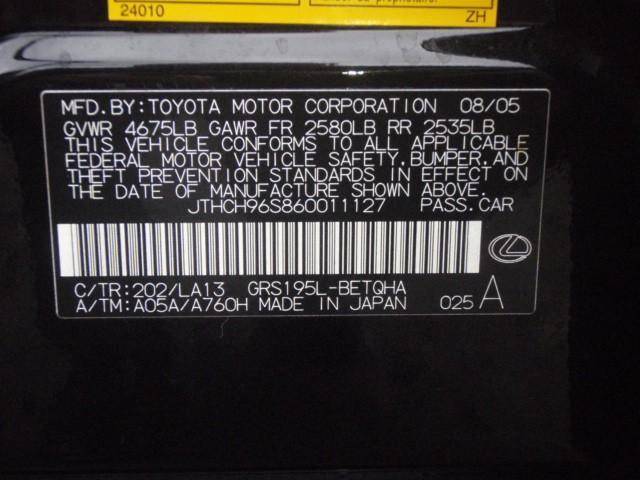 24010
ZH
MFD. BY: TOYOTA MOTOR CORPORATION 08/05
GVWR 4675LB GAWR FR 2580LB RR 2535LB
THIS VEHICLE CONFORMS TO ALL APPLICABLE
FEDERAL MOTOR VEHICLE SAFETY, BUMPER, AND
THEFT PREVENTION STANDARDS IN EFFECT ON
THE DATE OF MANUFACTURE SHOWN ABOVE.
JTHCH96S860011127 PASS. CAR
C/TR: 202/LA13 GRS195L-BETQHA
A/TM: A05A/A760H MADE IN JAPAN 025 A